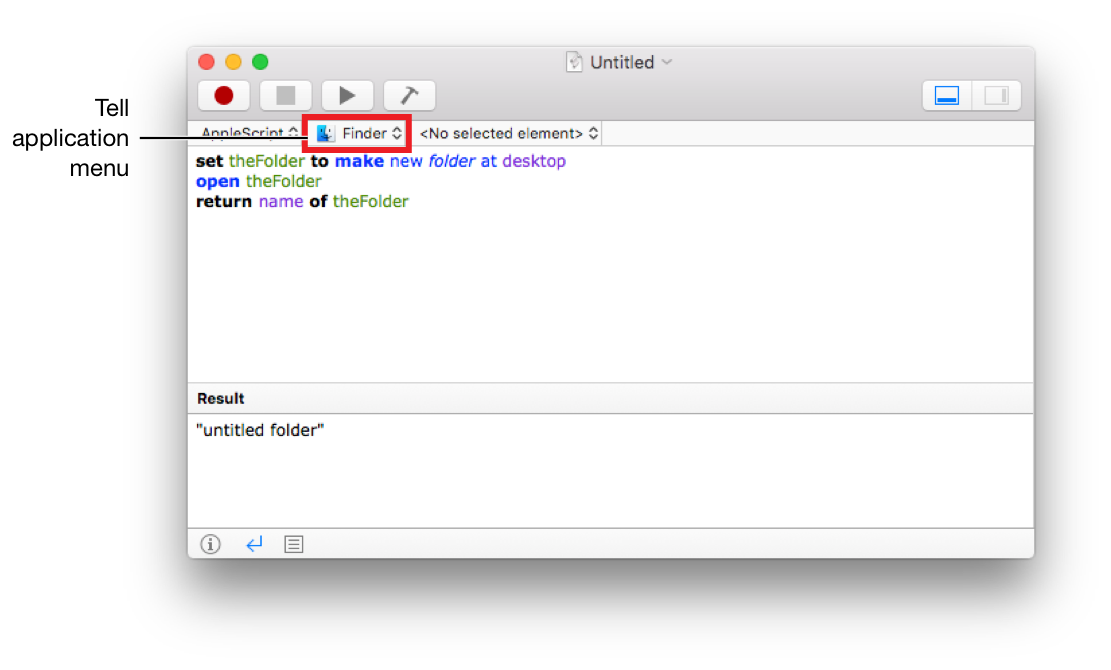 Untitled
Tell
application
menu
AppleScript Finder <No selected element>
set theFolder to make new folder at desktop
open theFolder
return name of theFolder
Result
"untitled folder"